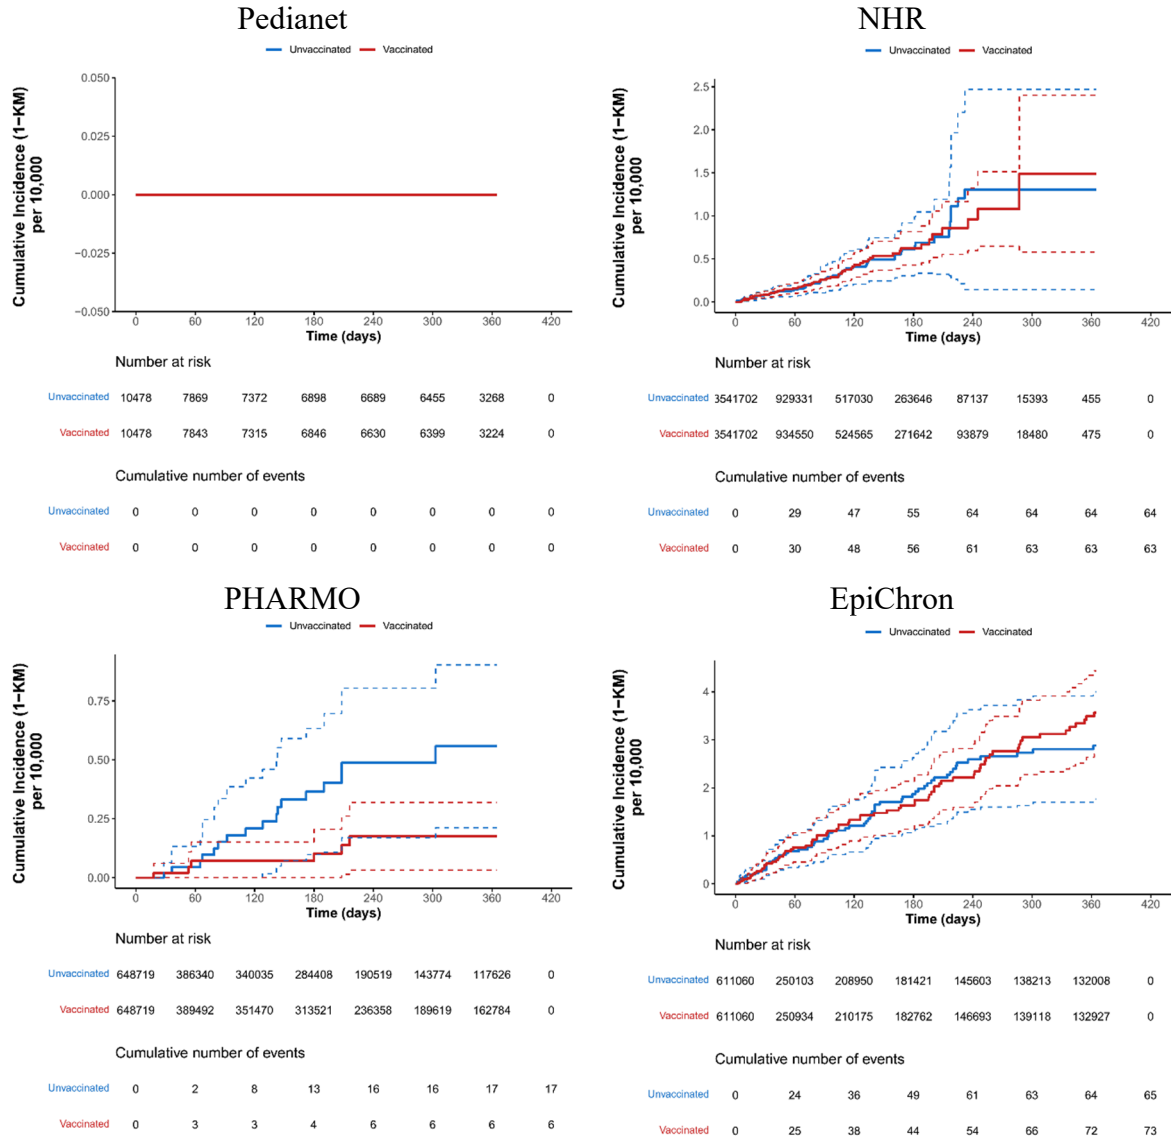 Pedianet
Unvaccinated Vaccinated
Cumulative Incidence (1−KM)
per 10,000
0.050
0.025
0.000
−0.025
−0.050
0 60 120 180 240 300 360 420
Time (days)
Number at risk
Unvaccinated 10478 7869 7372 6898 6689 6455 3268 0
Vaccinated 10478 7843 7315 6846 6630 6399 3224 0
Cumulative number of events
Unvaccinated 0 0 0 0 0 0 0 0
Vaccinated 0 0 0 0 0 0 0 0
NHR
Unvaccinated Vaccinated
Cumulative Incidence (1−KM)
per 10,000
2.5
2.0
1.5
1.0
0.5
0.0
0 60 120 180 240 300 360 420
Time (days)
Number at risk
Unvaccinated 3541702 929331 517030 263646 87137 15393 455 0
Vaccinated 3541702 934550 524565 271642 93879 18480 475 0
Cumulative number of events
Unvaccinated 0 29 47 55 64 64 64 64
Vaccinated 0 30 48 56 61 63 63 63
PHARMO
Unvaccinated Vaccinated
Cumulative Incidence (1−KM)
per 10,000
0.75
0.50
0.25
0.00
0 60 120 180 240 300 360 420
Time (days)
Number at risk
Unvaccinated 648719 386340 340035 284408 190519 143774 117626 0
Vaccinated 648719 389492 351470 313521 236358 189619 162784 0
Cumulative number of events
Unvaccinated 0 2 8 13 16 16 17 17
Vaccinated 0 3 3 4 6 6 6 6
EpiChron
Unvaccinated Vaccinated
Cumulative Incidence (1−KM)
per 10,000
4
3
2
1
0
0 60 120 180 240 300 360 420
Time (days)
Number at risk
Unvaccinated 611060 250103 208950 181421 145603 138213 132008 0
Vaccinated 611060 250934 210175 182762 146693 139118 132927 0
Cumulative number of events
Unvaccinated 0 24 36 49 61 63 64 65
Vaccinated 0 25 38 44 54 66 72 73